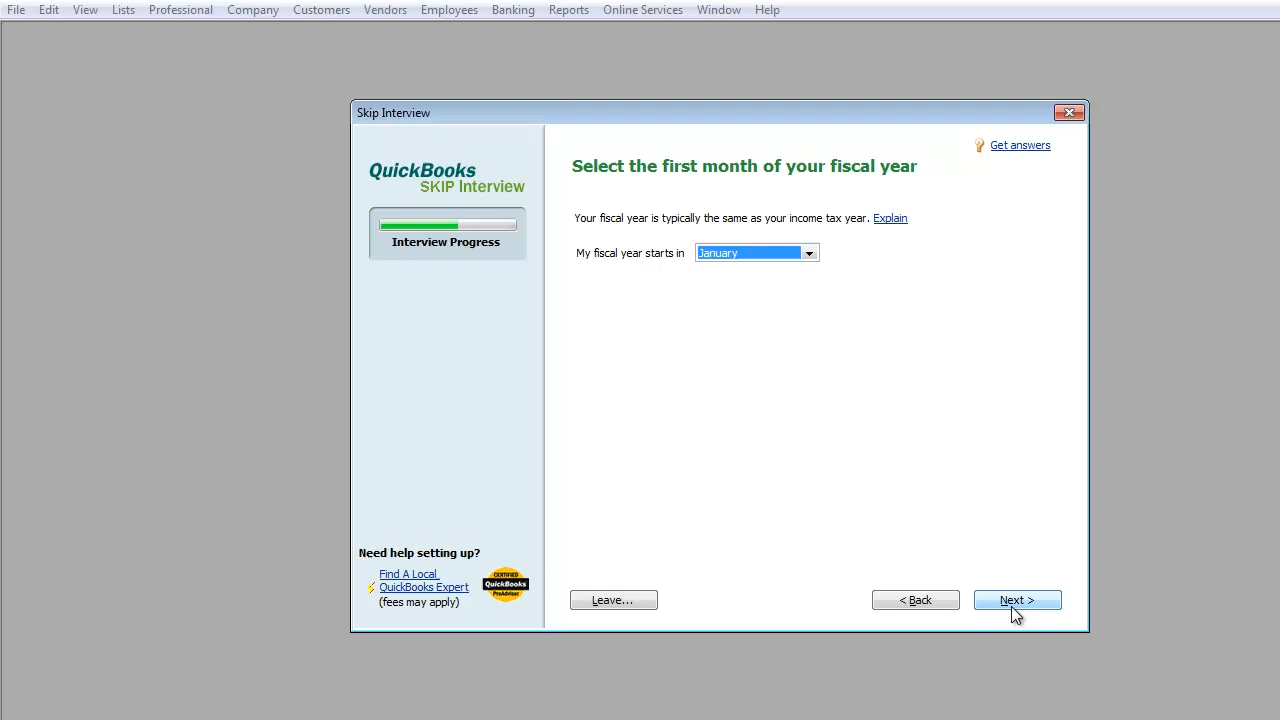 File Edit View Lists Professional Company Customers Vendors Employees Banking Reports Online Services Window Help
Skip Interview
Get answers
QuickBooks
SKIP Interview
Interview Progress
Select the first month of your fiscal year
Your fiscal year is typically the same as your income tax year. Explain
My fiscal year starts in January
Need help setting up?
Find A Local
QuickBooks Expert
(fees may apply)
CERTIFIED
QuickBooks
ProAdvisor
Leave... < Back Next >